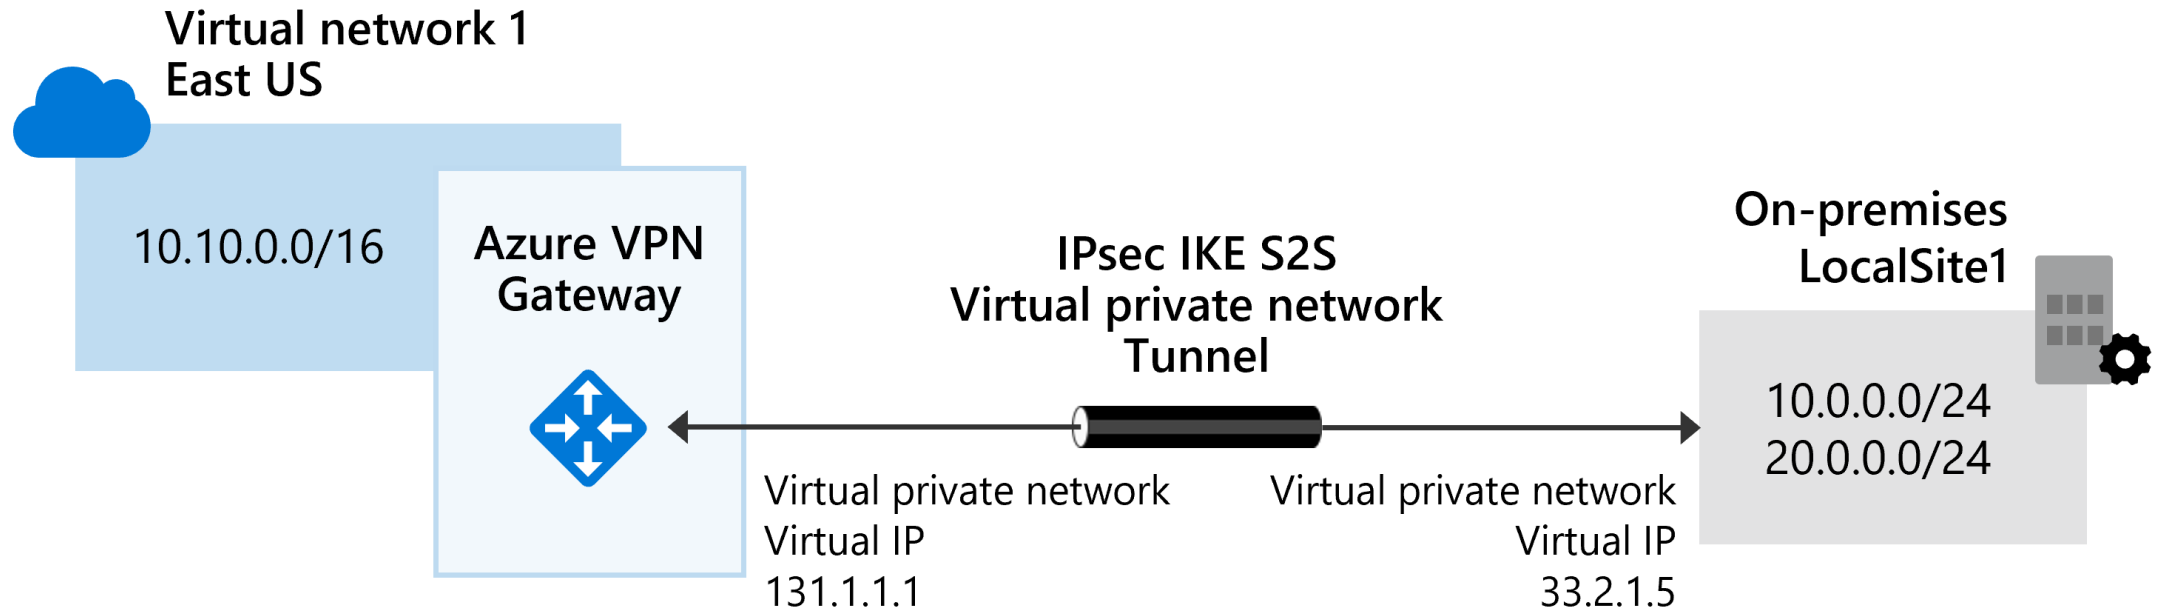 Virtual network 1
East US
10.10.0.0/16
Azure VPN
Gateway
IPsec IKE S2S
Virtual private network
Tunnel
Virtual private network
Virtual IP
131.1.1.1
Virtual private network
Virtual IP
33.2.1.5
On-premises
LocalSite1
10.0.0.0/24
20.0.0.0/24